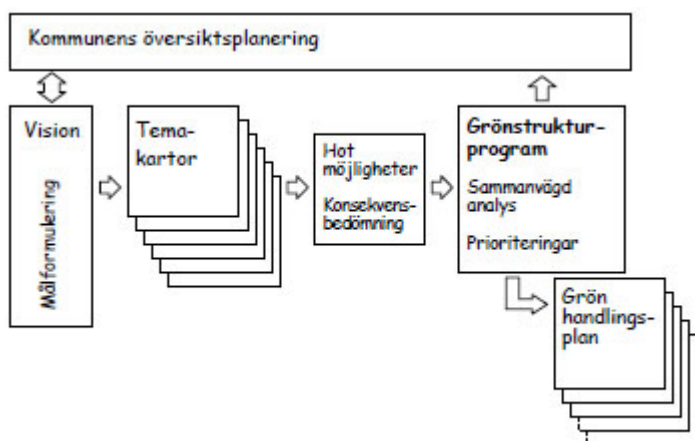 Kommunens översiktsplanering
Vision
Målformulering
Tema-
kartor
Hot
möjligheter
Konsekvens-
bedömning
Grönstruktur-
program
Sammanvägd
analys
Prioriteringar
Grön
handlings-
plan